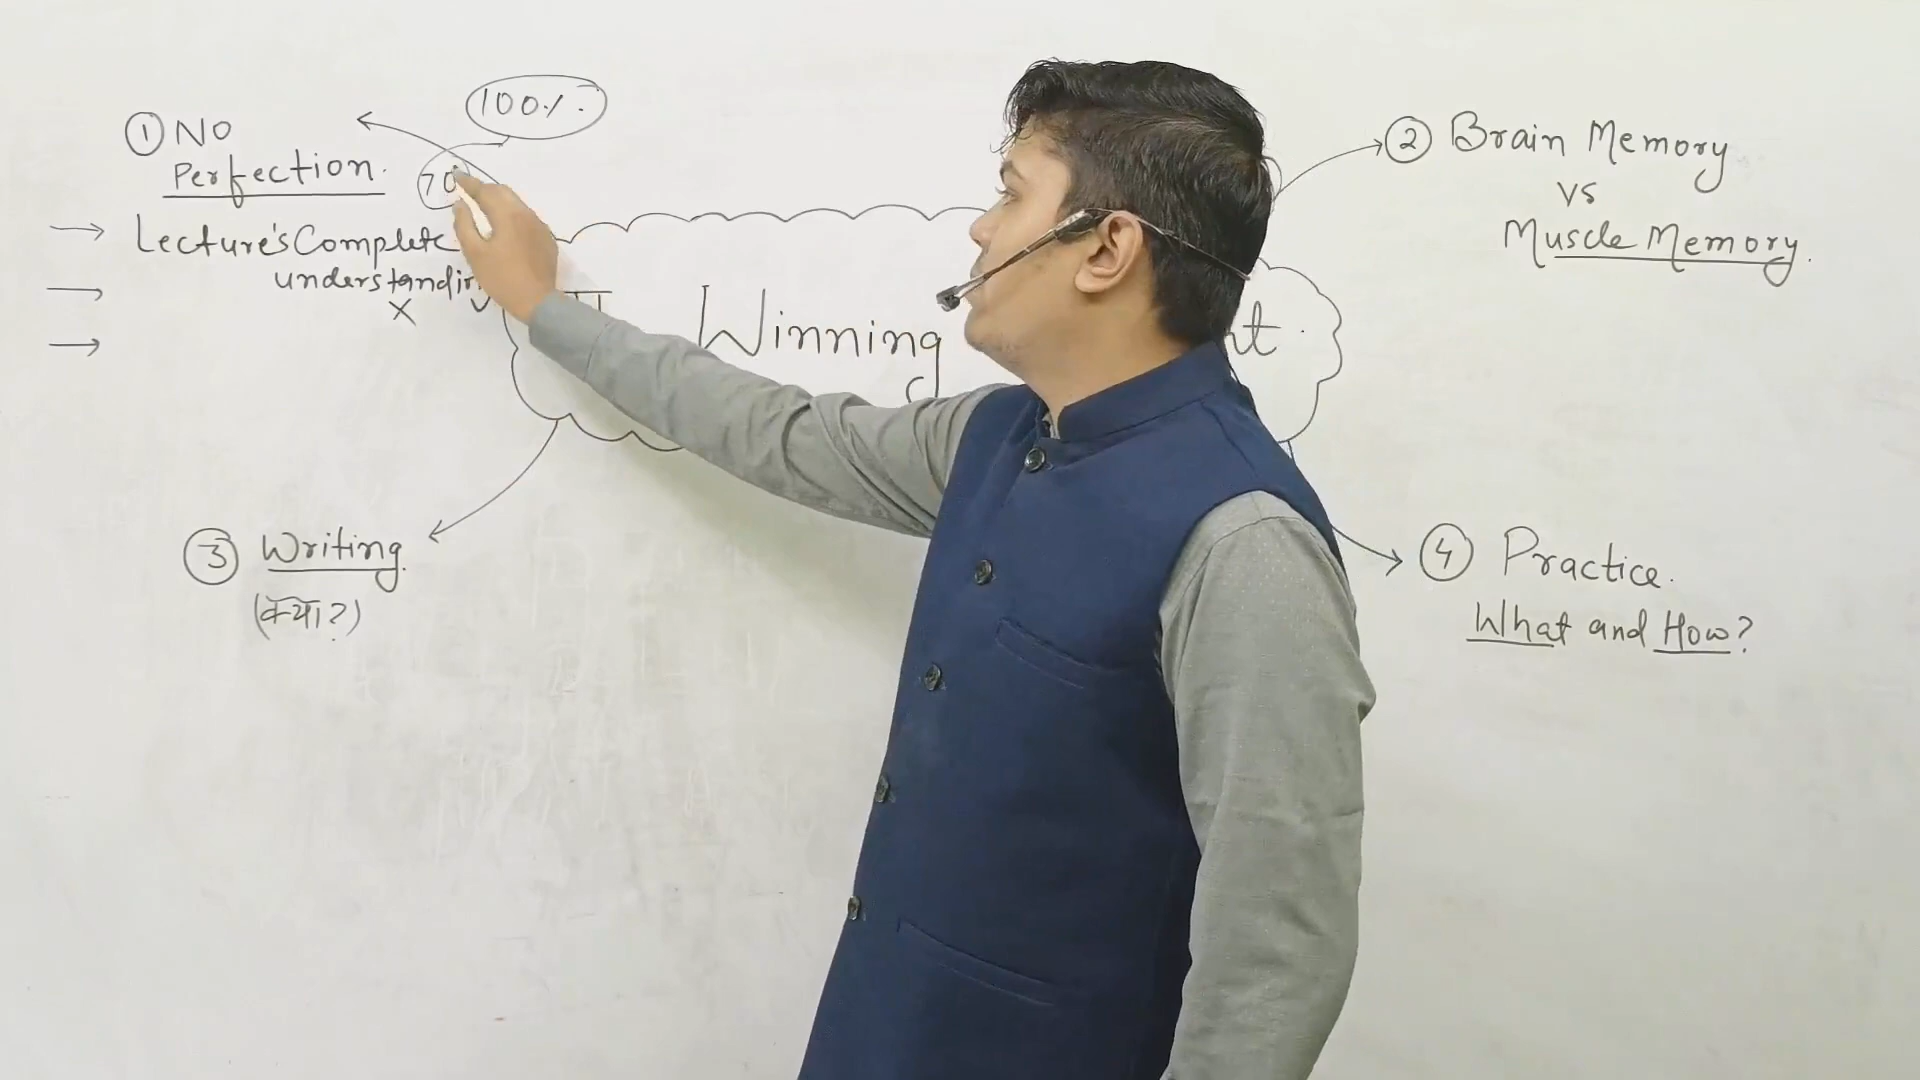 ① NO
Perfection.
100%.
70
→ Lecture's Complete
understanding
X
→
→
② Brain Memory
vs
Muscle Memory.
Winning
③ Writing.
(क्या?)
④ Practice.
What and How?